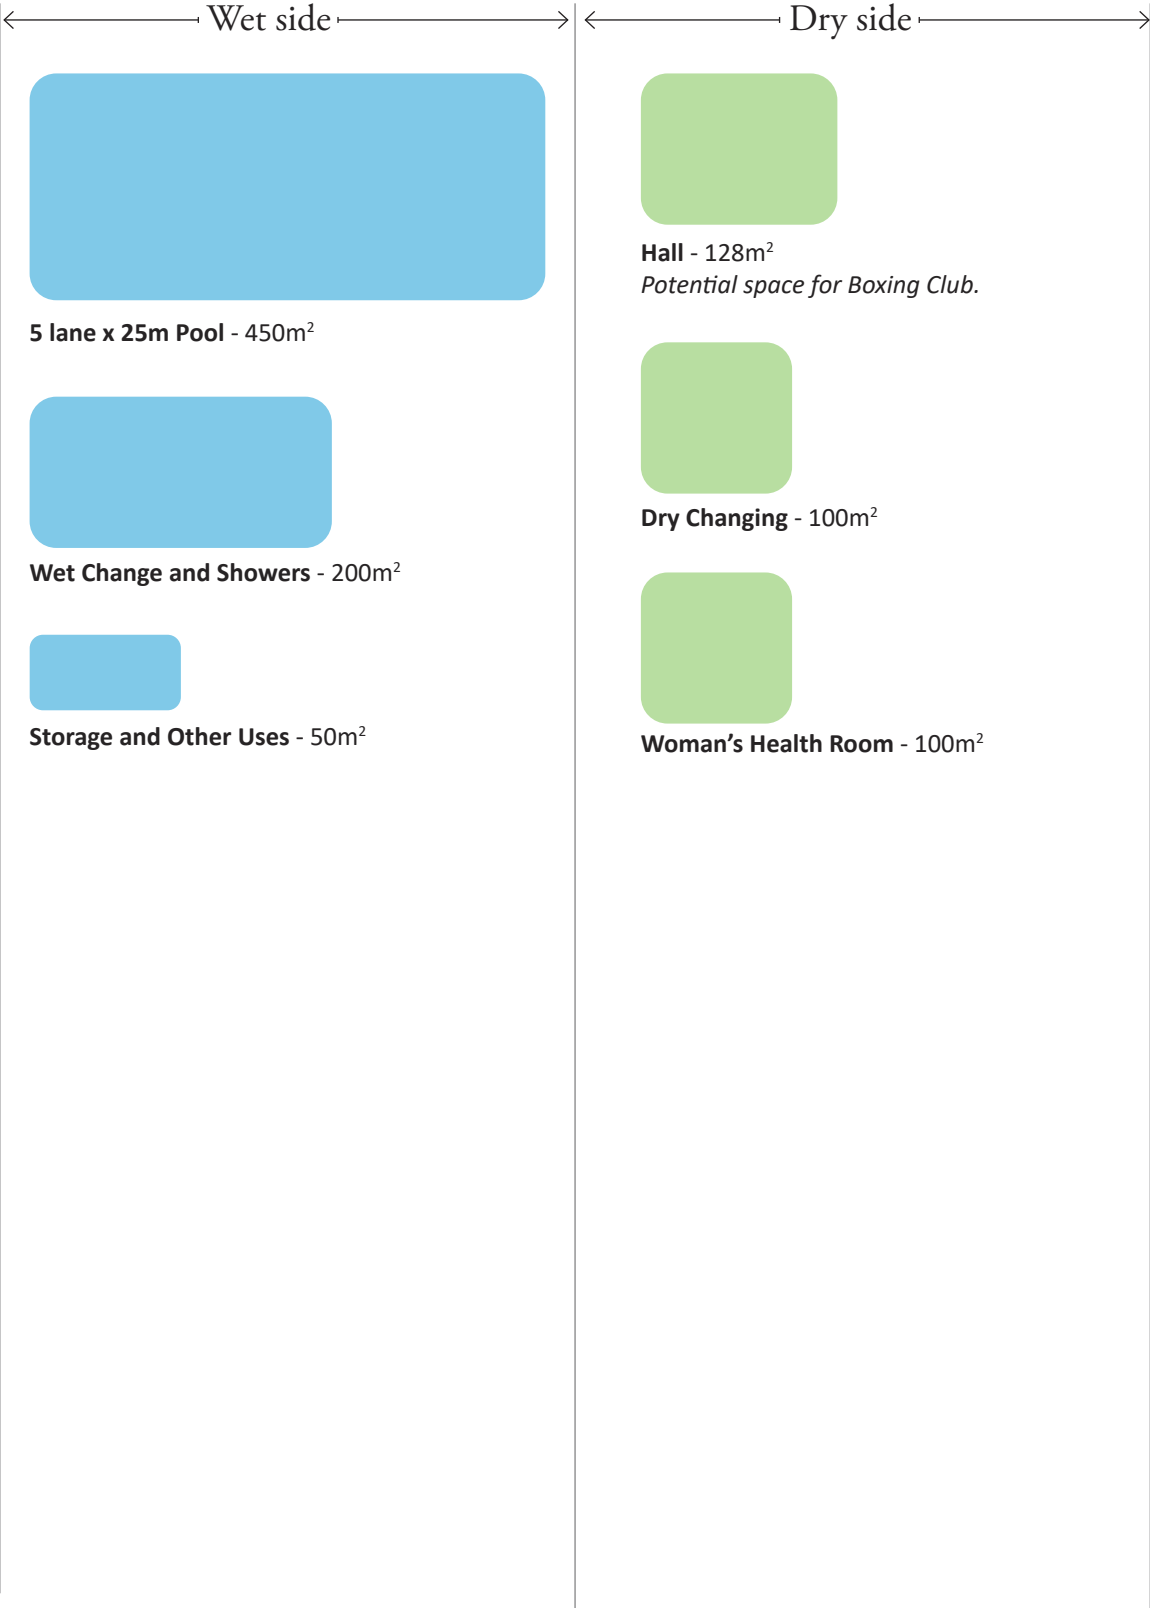 Wet side
5 lane x 25m Pool - 450m²
Wet Change and Showers - 200m²
Storage and Other Uses - 50m²
Dry side
Hall - 128m²
Potential space for Boxing Club.
Dry Changing - 100m²
Woman’s Health Room - 100m²